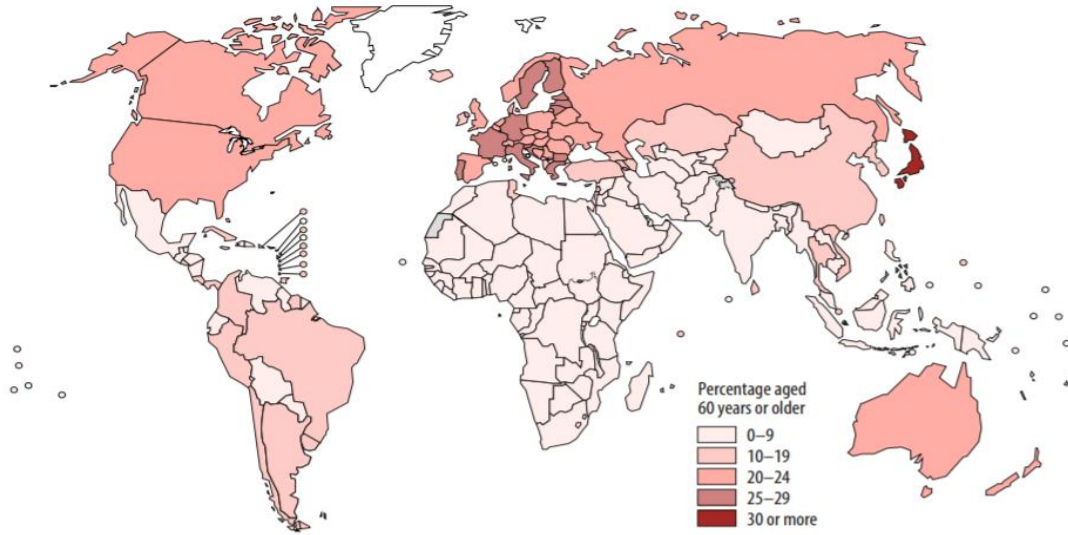 Percentage aged
60 years or older
0–9
10–19
20–24
25–29
30 or more